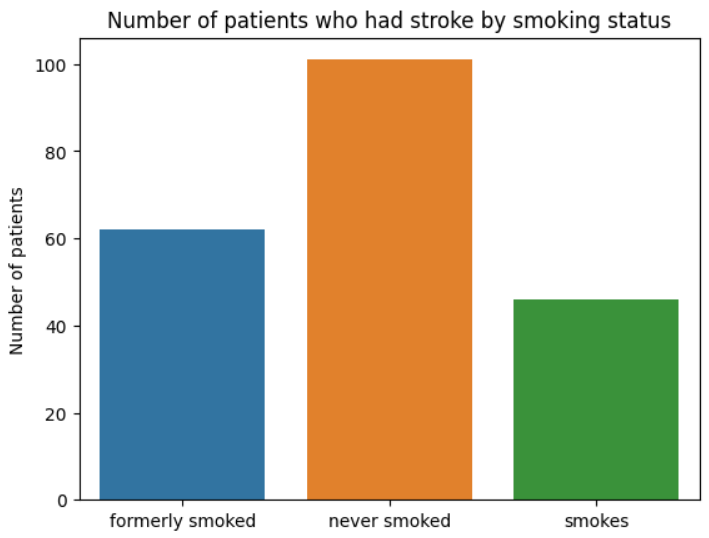 Number of patients who had stroke by smoking status
Number of patients
100
80
60
40
20
0
formerly smoked
never smoked
smokes